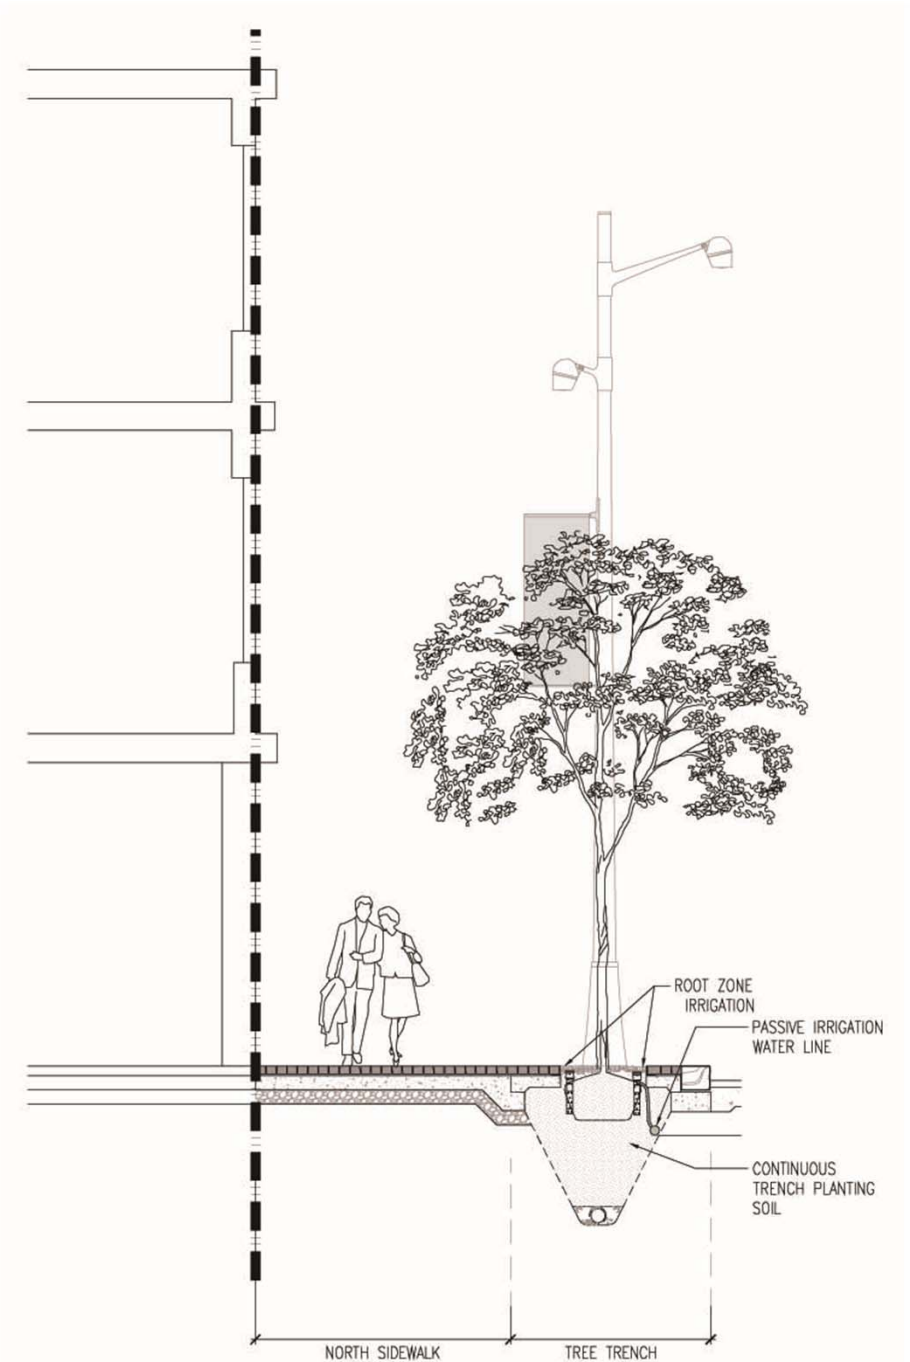 ROOT ZONE
IRRIGATION
PASSIVE IRRIGATION
WATER LINE
CONTINUOUS
TRENCH PLANTING
SOIL
NORTH SIDEWALK
TREE TRENCH